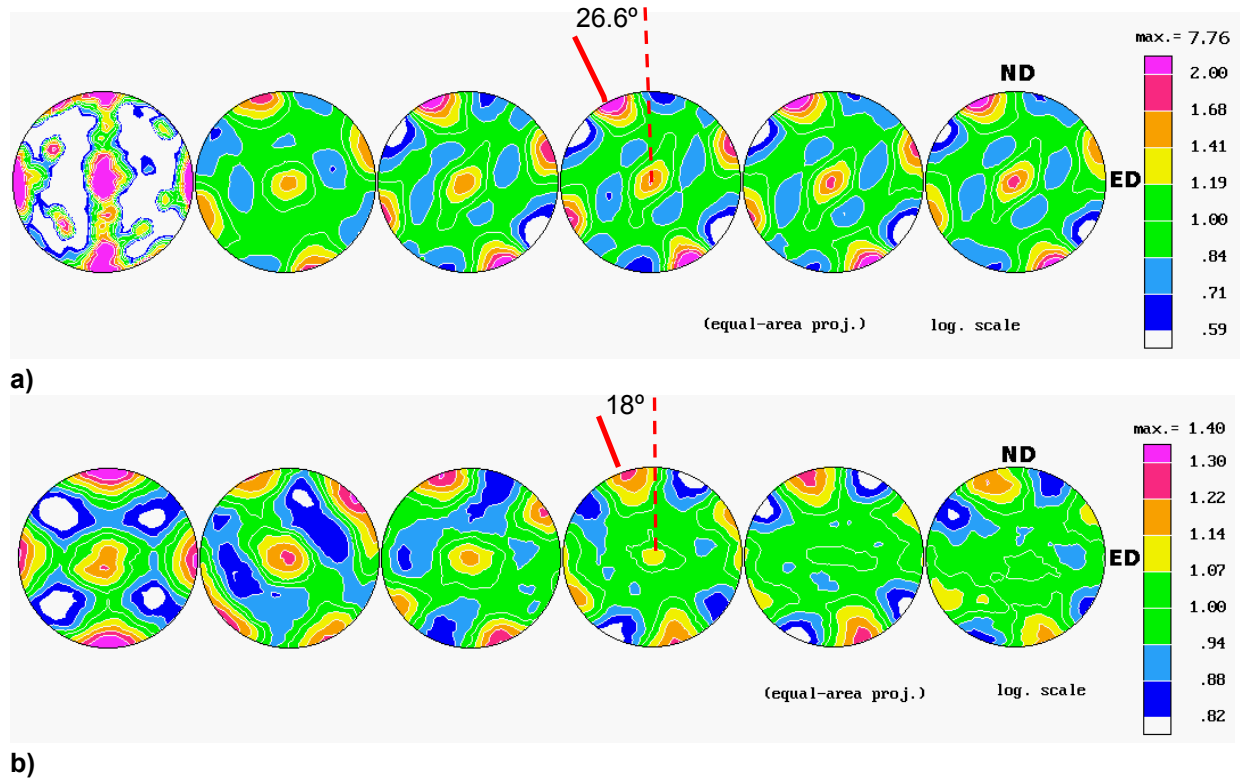 26.6º
max.= 7.76
ND
2.00
1.68
1.41
1.19
ED
1.00
.84
.71
.59
(equal-area proj.) log. scale
a)
18º
max.= 1.40
ND
1.30
1.22
1.14
1.07
ED
1.00
.94
.88
.82
(equal-area proj.) log. scale
b)